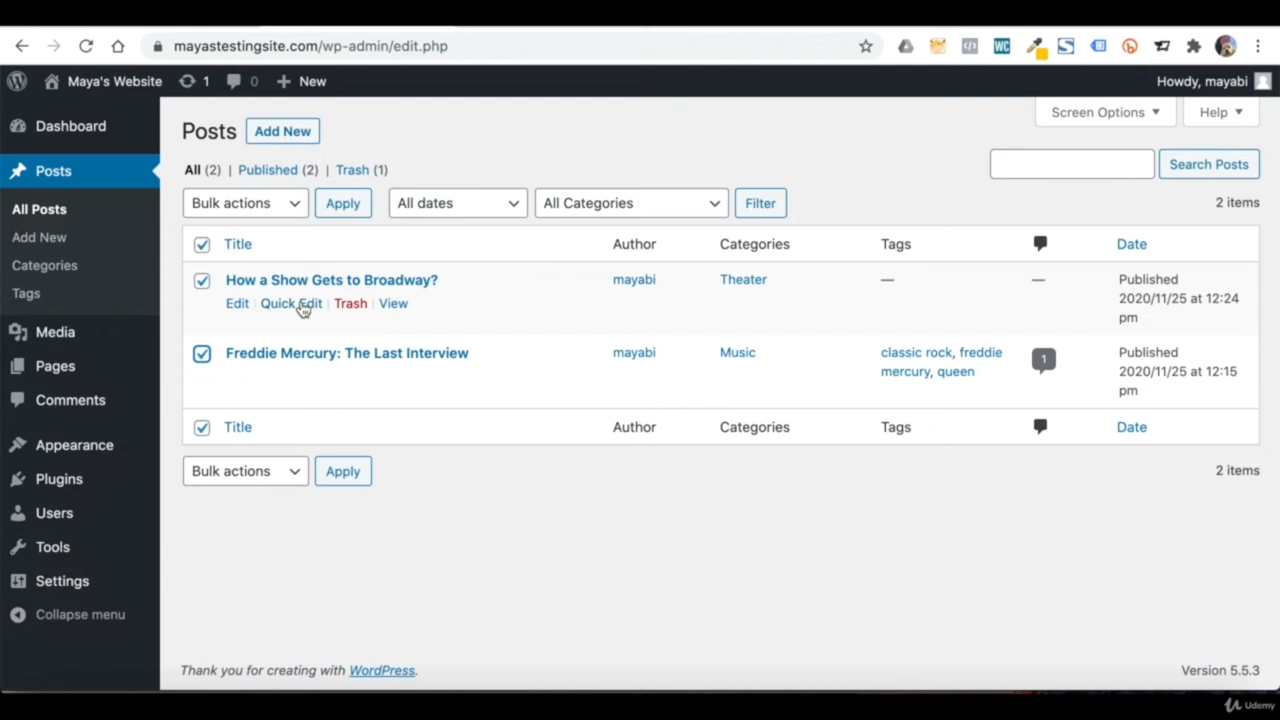 mayastestingsite.com/wp-admin/edit.php
Maya's Website 1 0 New
Howdy, mayabi
Dashboard
Posts
All Posts
Add New
Categories
Tags
Media
Pages
Comments
Appearance
Plugins
Users
Tools
Settings
Collapse menu
Screen Options Help
Posts Add New
All (2) | Published (2) | Trash (1)
Search Posts
Bulk actions Apply All dates All Categories Filter
2 items
Title Author Categories Tags Date
How a Show Gets to Broadway? mayabi Theater — — Published
2020/11/25 at 12:24
pm
Edit | Quick Edit | Trash | View
Freddie Mercury: The Last Interview mayabi Music classic rock, freddie 1 Published
mercury, queen 2020/11/25 at 12:15
pm
Title Author Categories Tags Date
Bulk actions Apply
2 items
Thank you for creating with WordPress.
Version 5.5.3
Udemy